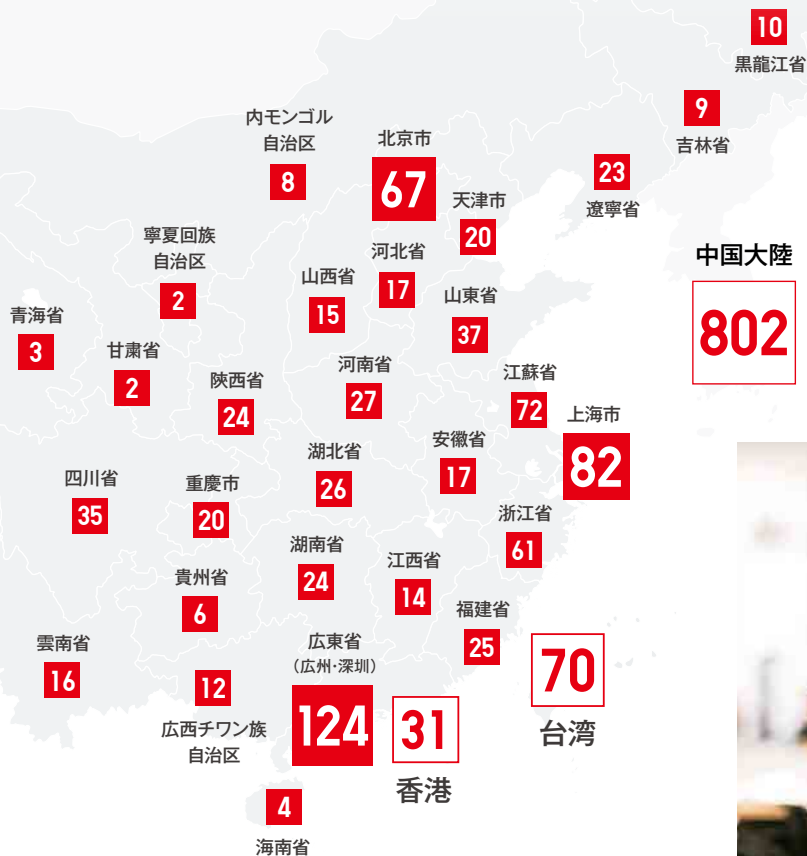 10
黒龍江省
9
吉林省
内モンゴル
自治区
8
北京市
67
23
遼寧省
天津市
20
寧夏回族
自治区
2
河北省
17
山西省
15
山東省
37
中国大陸
802
青海省
3
甘粛省
2
陝西省
24
河南省
27
江蘇省
72
上海市
82
安徽省
17
湖北省
26
四川省
35
重慶市
20
浙江省
61
湖南省
24
江西省
14
貴州省
6
福建省
25
雲南省
16
12
広西チワン族
自治区
広東省
(広州・深圳)
124
31
香港
70
台湾
4
海南省